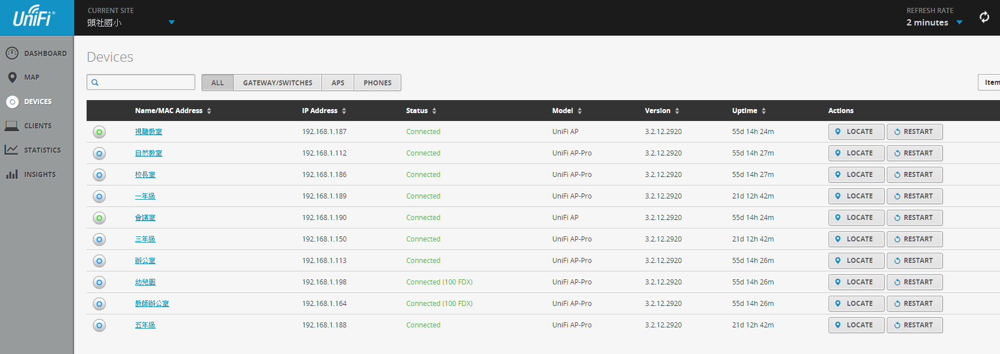 UniFi®
CURRENT SITE
頭社國小
REFRESH RATE
2 minutes
DASHBOARD
MAP
DEVICES
CLIENTS
STATISTICS
INSIGHTS
Devices
ALL GATEWAY/SWITCHES APS PHONES
Item
Name/MAC Address IP Address Status Model Version Uptime Actions
視聽教室 192.168.1.187 Connected UniFi AP 3.2.12.2920 55d 14h 24m LOCATE RESTART
自然教室 192.168.1.112 Connected UniFi AP-Pro 3.2.12.2920 55d 14h 27m LOCATE RESTART
校長室 192.168.1.186 Connected UniFi AP-Pro 3.2.12.2920 55d 14h 27m LOCATE RESTART
一年級 192.168.1.189 Connected UniFi AP-Pro 3.2.12.2920 21d 12h 42m LOCATE RESTART
會議室 192.168.1.190 Connected UniFi AP 3.2.12.2920 55d 14h 24m LOCATE RESTART
三年級 192.168.1.150 Connected UniFi AP-Pro 3.2.12.2920 21d 12h 42m LOCATE RESTART
辦公室 192.168.1.113 Connected UniFi AP-Pro 3.2.12.2920 55d 14h 26m LOCATE RESTART
幼兒園 192.168.1.198 Connected (100 FDX) UniFi AP-Pro 3.2.12.2920 55d 14h 26m LOCATE RESTART
教師辦公室 192.168.1.164 Connected (100 FDX) UniFi AP-Pro 3.2.12.2920 55d 14h 26m LOCATE RESTART
五年級 192.168.1.188 Connected UniFi AP-Pro 3.2.12.2920 21d 12h 42m LOCATE RESTART